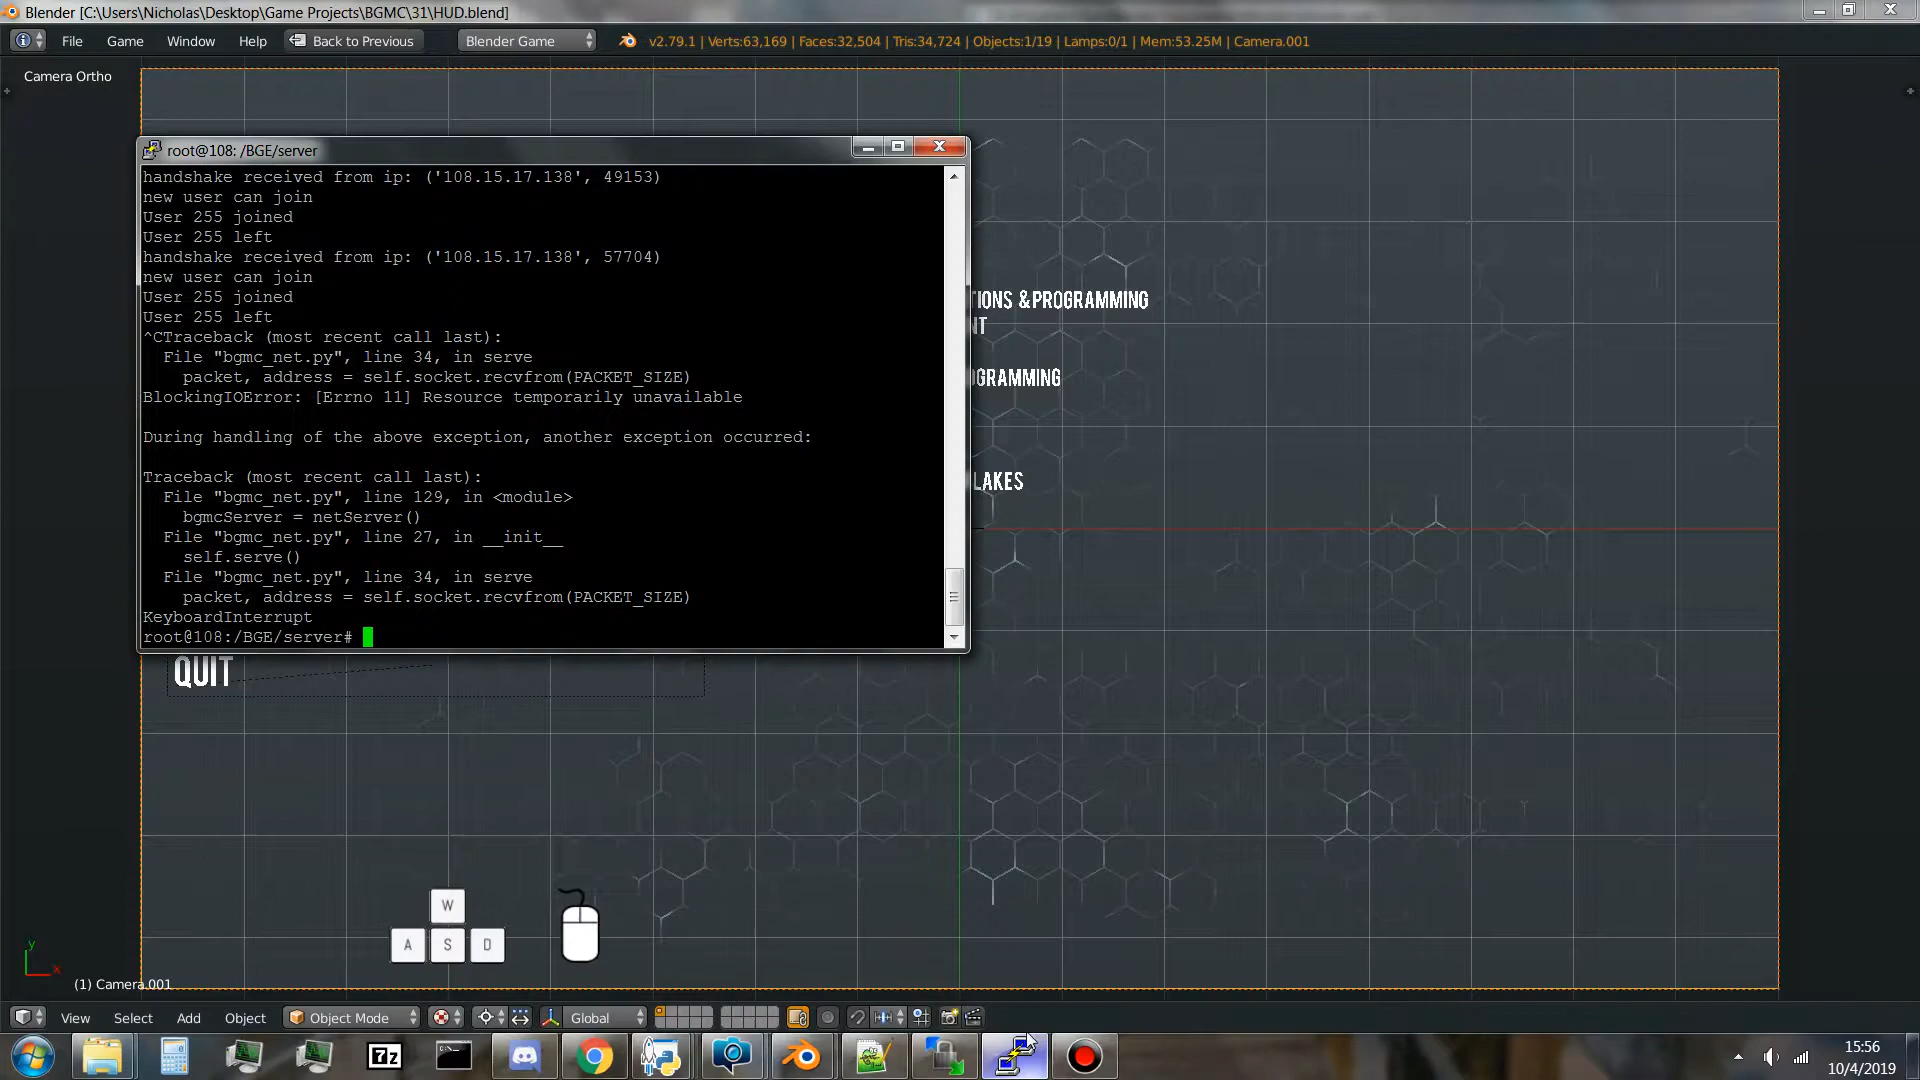 Blender [C:\Users\Nicholas\Desktop\Game Projects\BGMC\31\HUD.blend]
File Game Window Help Back to Previous Blender Game v2.79.1 | Verts:63,169 | Faces:32,504 | Tris:34,724 | Objects:1/19 | Lamps:0/1 | Mem:53.25M | Camera.001
Camera Ortho
root@108: /BGE/server
handshake received from ip: ('108.15.17.138', 49153)
new user can join
User 255 joined
User 255 left
handshake received from ip: ('108.15.17.138', 57704)
new user can join
User 255 joined
User 255 left
^CTraceback (most recent call last):
  File "bgmc_net.py", line 34, in serve
    packet, address = self.socket.recvfrom(PACKET_SIZE)
BlockingIOError: [Errno 11] Resource temporarily unavailable
During handling of the above exception, another exception occurred:
Traceback (most recent call last):
  File "bgmc_net.py", line 129, in <module>
    bgmcServer = netServer()
  File "bgmc_net.py", line 27, in __init__
    self.serve()
  File "bgmc_net.py", line 34, in serve
    packet, address = self.socket.recvfrom(PACKET_SIZE)
KeyboardInterrupt
root@108:/BGE/server#
TIONS & PROGRAMMING
NT
OGRAMMING
LAKES
QUIT
W
A S D
y
x
(1) Camera.001
View Select Add Object Object Mode Global
7z
15:56
10/4/2019